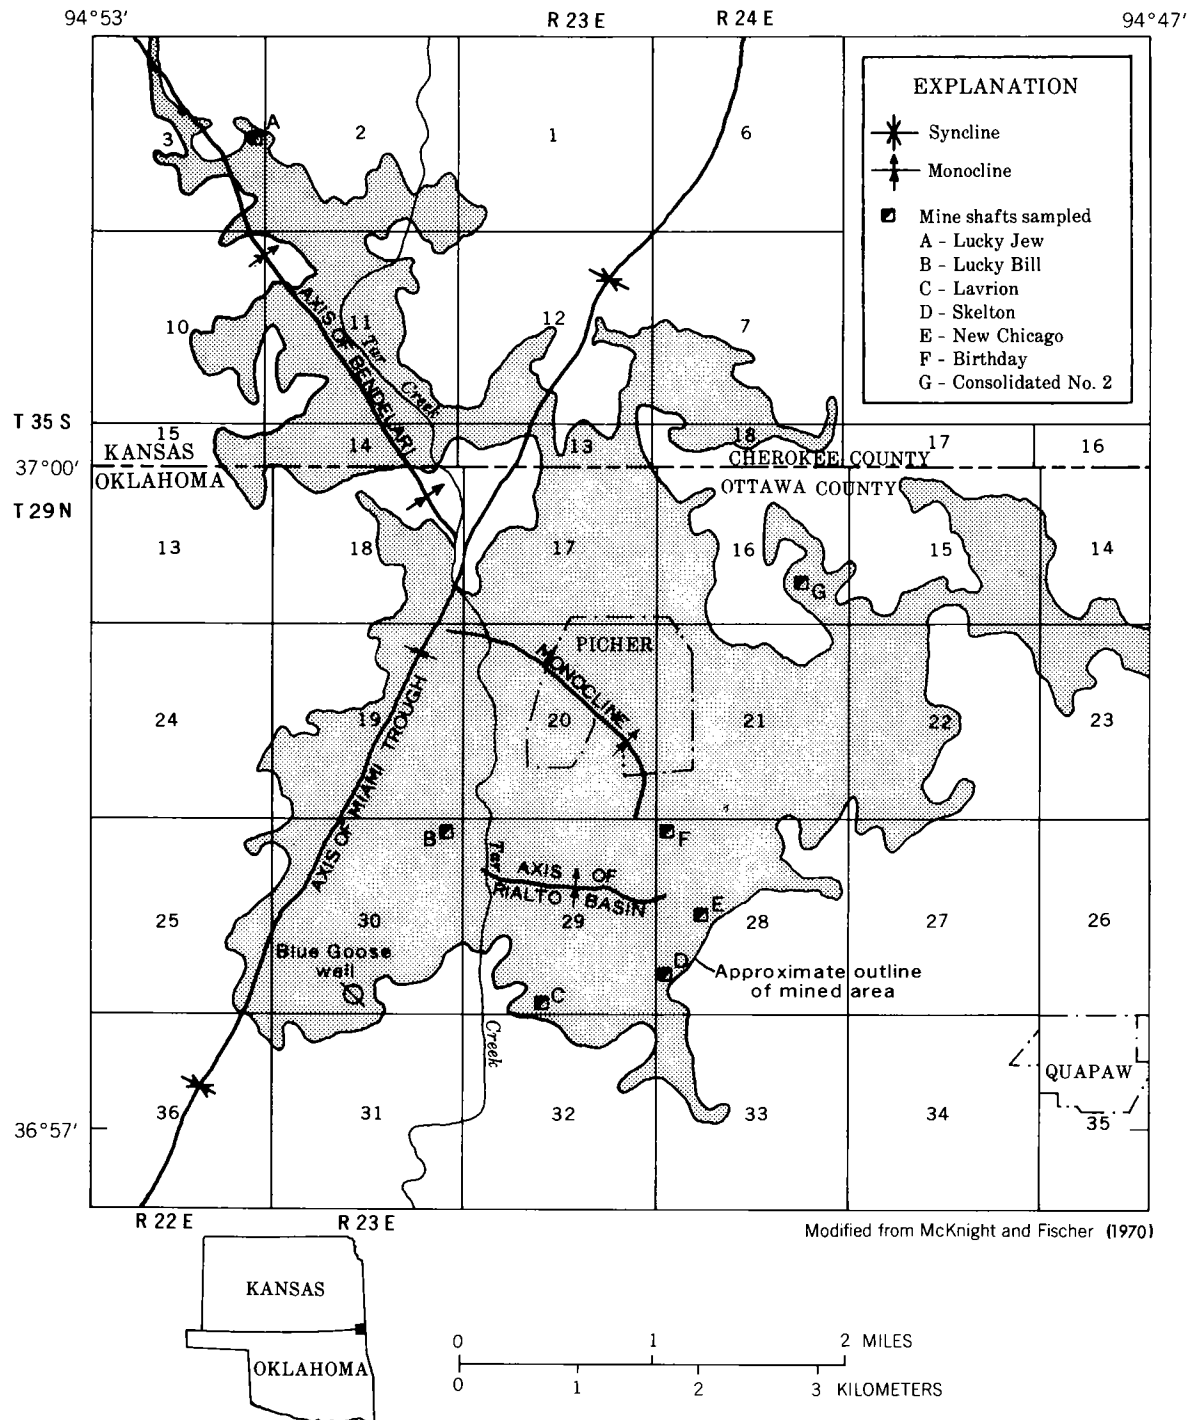 94°53'
R 23 E
R 24 E
94°47'
EXPLANATION
Syncline
Monocline
Mine shafts sampled
A - Lucky Jew
B - Lucky Bill
C - Lavrion
D - Skelton
E - New Chicago
F - Birthday
G - Consolidated No. 2
3
A
2
1
6
10
11
12
7
AXIS OF BENDELARI
Tar
Creek
T 35 S
15
14
13
18
17
16
KANSAS
CHEROKEE COUNTY
37°00'
OKLAHOMA
OTTAWA COUNTY
T 29 N
13
18
17
16
15
14
G
PICHER
MONOCLINE
24
19
20
21
22
23
AXIS OF MIAMI TROUGH
B
F
Tar
AXIS OF
RIALTO BASIN
E
25
30
29
28
27
26
Blue Goose
well
D
Approximate outline
of mined area
C
Creek
QUAPAW
36
31
32
33
34
35
36°57'
R 22 E
R 23 E
Modified from McKnight and Fischer (1970)
KANSAS
OKLAHOMA
0
1
2 MILES
0
1
2
3 KILOMETERS